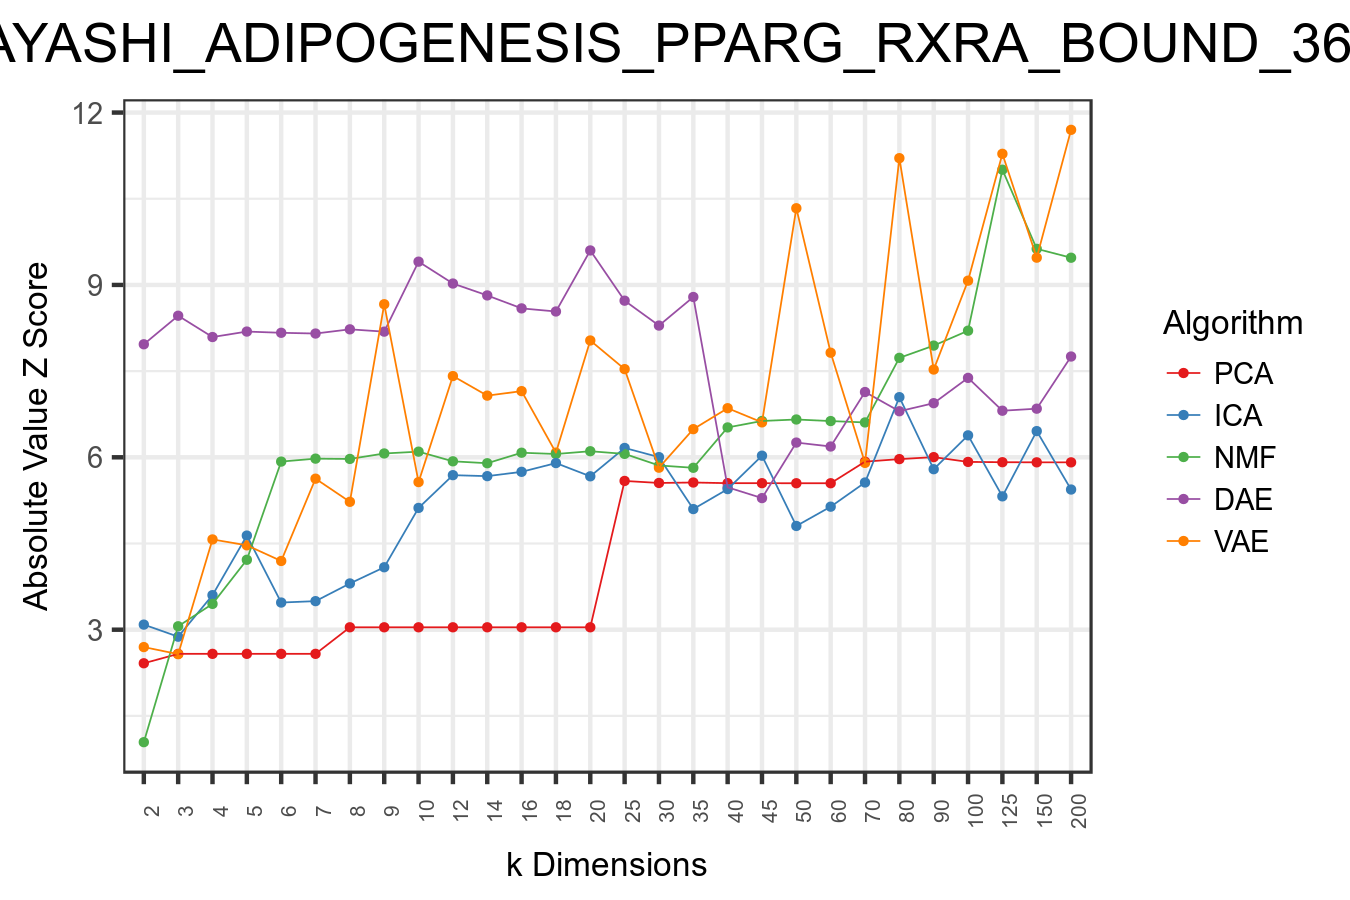 AYASHI_ADIPOGENESIS_PPARG_RXRA_BOUND_36
12
9
6
3
Absolute Value Z Score
2 3 4 5 6 7 8 9 10 12 14 16 18 20 25 30 35 40 45 50 60 70 80 90 100 125 150 200
k Dimensions
Algorithm
PCA
ICA
NMF
DAE
VAE